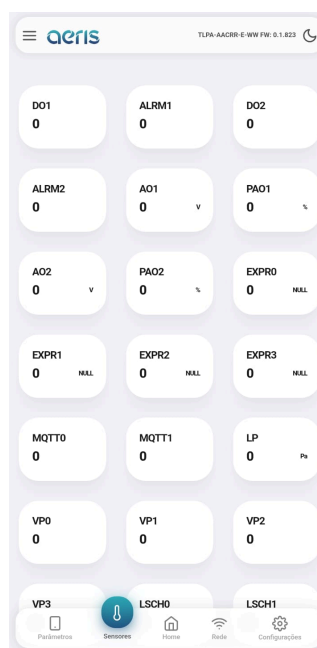 aeris
TLPA-AACRR-E-WW FW: 0.1.823
DO1 ALRM1 DO2
0 0 0
ALRM2 AO1 PAO1
0 0 V 0 %
AO2 PAO2 EXPR0
0 V 0 % 0 NULL
EXPR1 EXPR2 EXPR3
0 NULL 0 NULL 0 NULL
MQTT0 MQTT1 LP
0 0 0 Pa
VP0 VP1 VP2
0 0 0
VP3 LSCH0 LSCH1
Parâmetros Sensores Home Rede Configurações